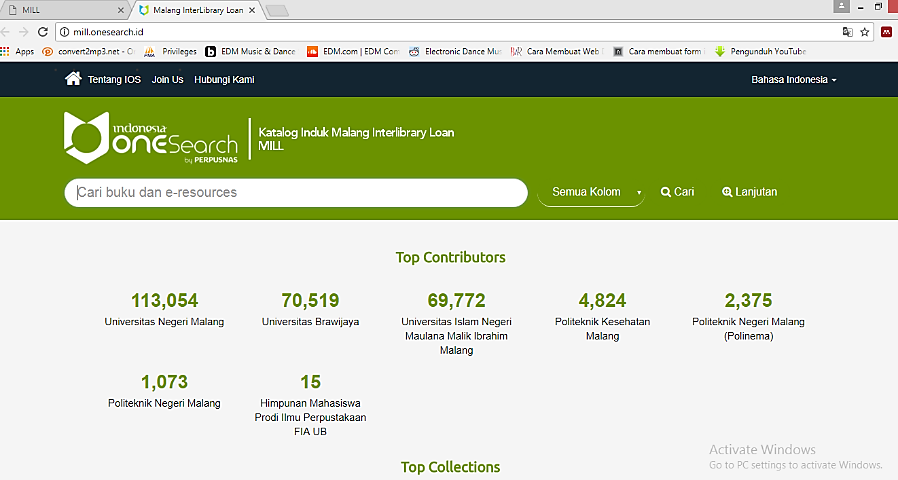 MILL
Malang InterLibrary Loan
mill.onesearch.id
Apps
convert2mp3.net - O
Privileges
EDM Music & Dance
EDM.com | EDM Com
Electronic Dance Mus
Cara Membuat Web
Cara membuat form
Pengunduh YouTube
Tentang IOS
Join Us
Hubungi Kami
Bahasa Indonesia
indonesia
ONESearch
by PERPUSNAS
Katalog Induk Malang Interlibrary Loan
MILL
Cari buku dan e-resources
Semua Kolom
Cari
Lanjutan
Top Contributors
113,054
Universitas Negeri Malang
70,519
Universitas Brawijaya
69,772
Universitas Islam Negeri
Maulana Malik Ibrahim
Malang
4,824
Politeknik Kesehatan
Malang
2,375
Politeknik Negeri Malang
(Polinema)
1,073
Politeknik Negeri Malang
15
Himpunan Mahasiswa
Prodi Ilmu Perpustakaan
FIA UB
Top Collections
Activate Windows
Go to PC settings to activate Windows.